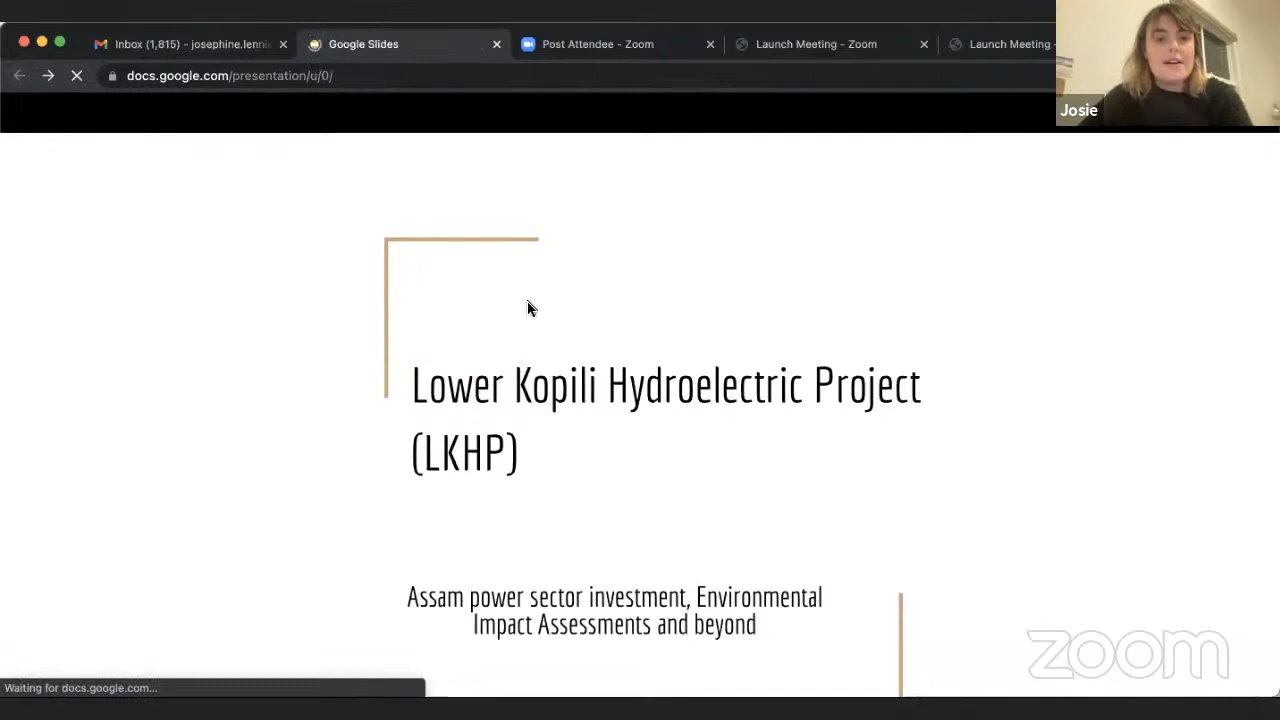 Inbox (1,815) - josephine.lenni
Google Slides
Post Attendee - Zoom
Launch Meeting - Zoom
Launch Meeting -
docs.google.com/presentation/u/0/
Josie
Lower Kopili Hydroelectric Project
(LKHP)
Assam power sector investment, Environmental
Impact Assessments and beyond
zoom
Waiting for docs.google.com...